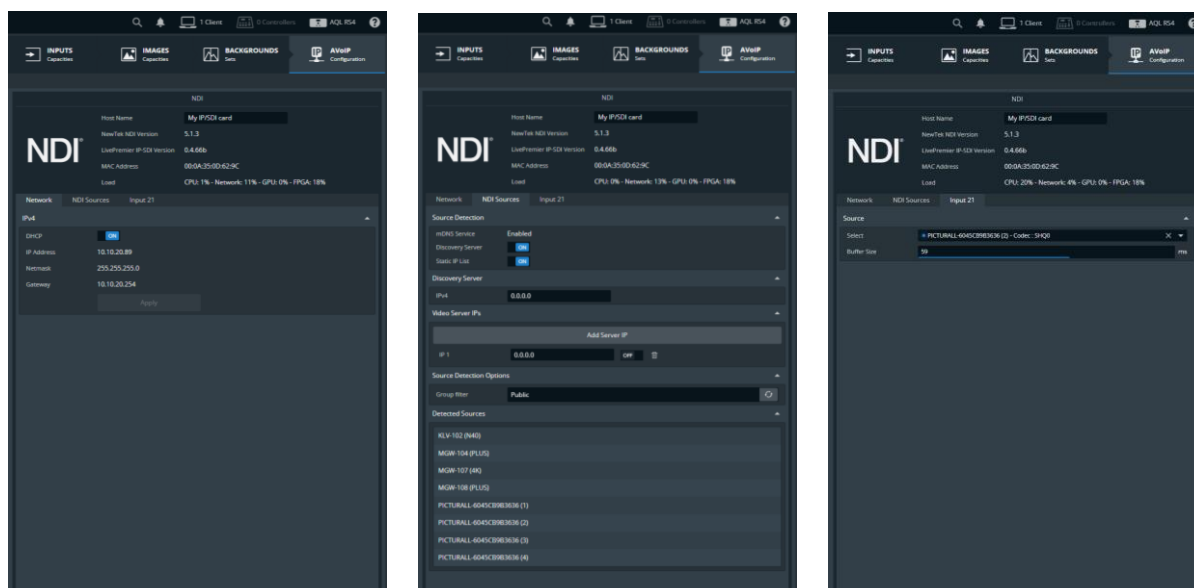 1 Client
0 Controllers
AQL RS4
INPUTS
Capacities
IMAGES
Capacities
BACKGROUNDS
Sets
AVoIP
Configuration
NDI
NDI
Host Name My IP/SDI card
NewTek NDI Version 5.1.3
LivePremier IP-SDI Version 0.4.66b
MAC Address 00:0A:35:0D:62:9C
Load CPU: 1% - Network: 11% - GPU: 0% - FPGA: 18%
Network NDI Sources Input 21
IPv4
DHCP ON
IP Address 10.10.20.89
Netmask 255.255.255.0
Gateway 10.10.20.254
Apply
1 Client
0 Controllers
AQL RS4
INPUTS
Capacities
IMAGES
Capacities
BACKGROUNDS
Sets
AVoIP
Configuration
NDI
NDI
Host Name My IP/SDI card
NewTek NDI Version 5.1.3
LivePremier IP-SDI Version 0.4.66b
MAC Address 00:0A:35:0D:62:9C
Load CPU: 0% - Network: 13% - GPU: 0% - FPGA: 18%
Network NDI Sources Input 21
Source Detection
mDNS Service Enabled
Discovery Server ON
Static IP List ON
Discovery Server
IPv4 0.0.0.0
Video Server IPs
Add Server IP
IP 1 0.0.0.0 OFF
Source Detection Options
Group filter Public
Detected Sources
KLV-102 (N40)
MGW-104 (PLUS)
MGW-107 (4K)
MGW-108 (PLUS)
PICTURALL-6045CB9B3636 (1)
PICTURALL-6045CB9B3636 (2)
PICTURALL-6045CB9B3636 (3)
PICTURALL-6045CB9B3636 (4)
1 Client
0 Controllers
AQL RS4
INPUTS
Capacities
IMAGES
Capacities
BACKGROUNDS
Sets
AVoIP
Configuration
NDI
NDI
Host Name My IP/SDI card
NewTek NDI Version 5.1.3
LivePremier IP-SDI Version 0.4.66b
MAC Address 00:0A:35:0D:62:9C
Load CPU: 20% - Network: 4% - GPU: 0% - FPGA: 18%
Network NDI Sources Input 21
Source
Select PICTURALL-6045CB9B3636 (2) - Codec : SHQ0
Buffer Size 59 ms